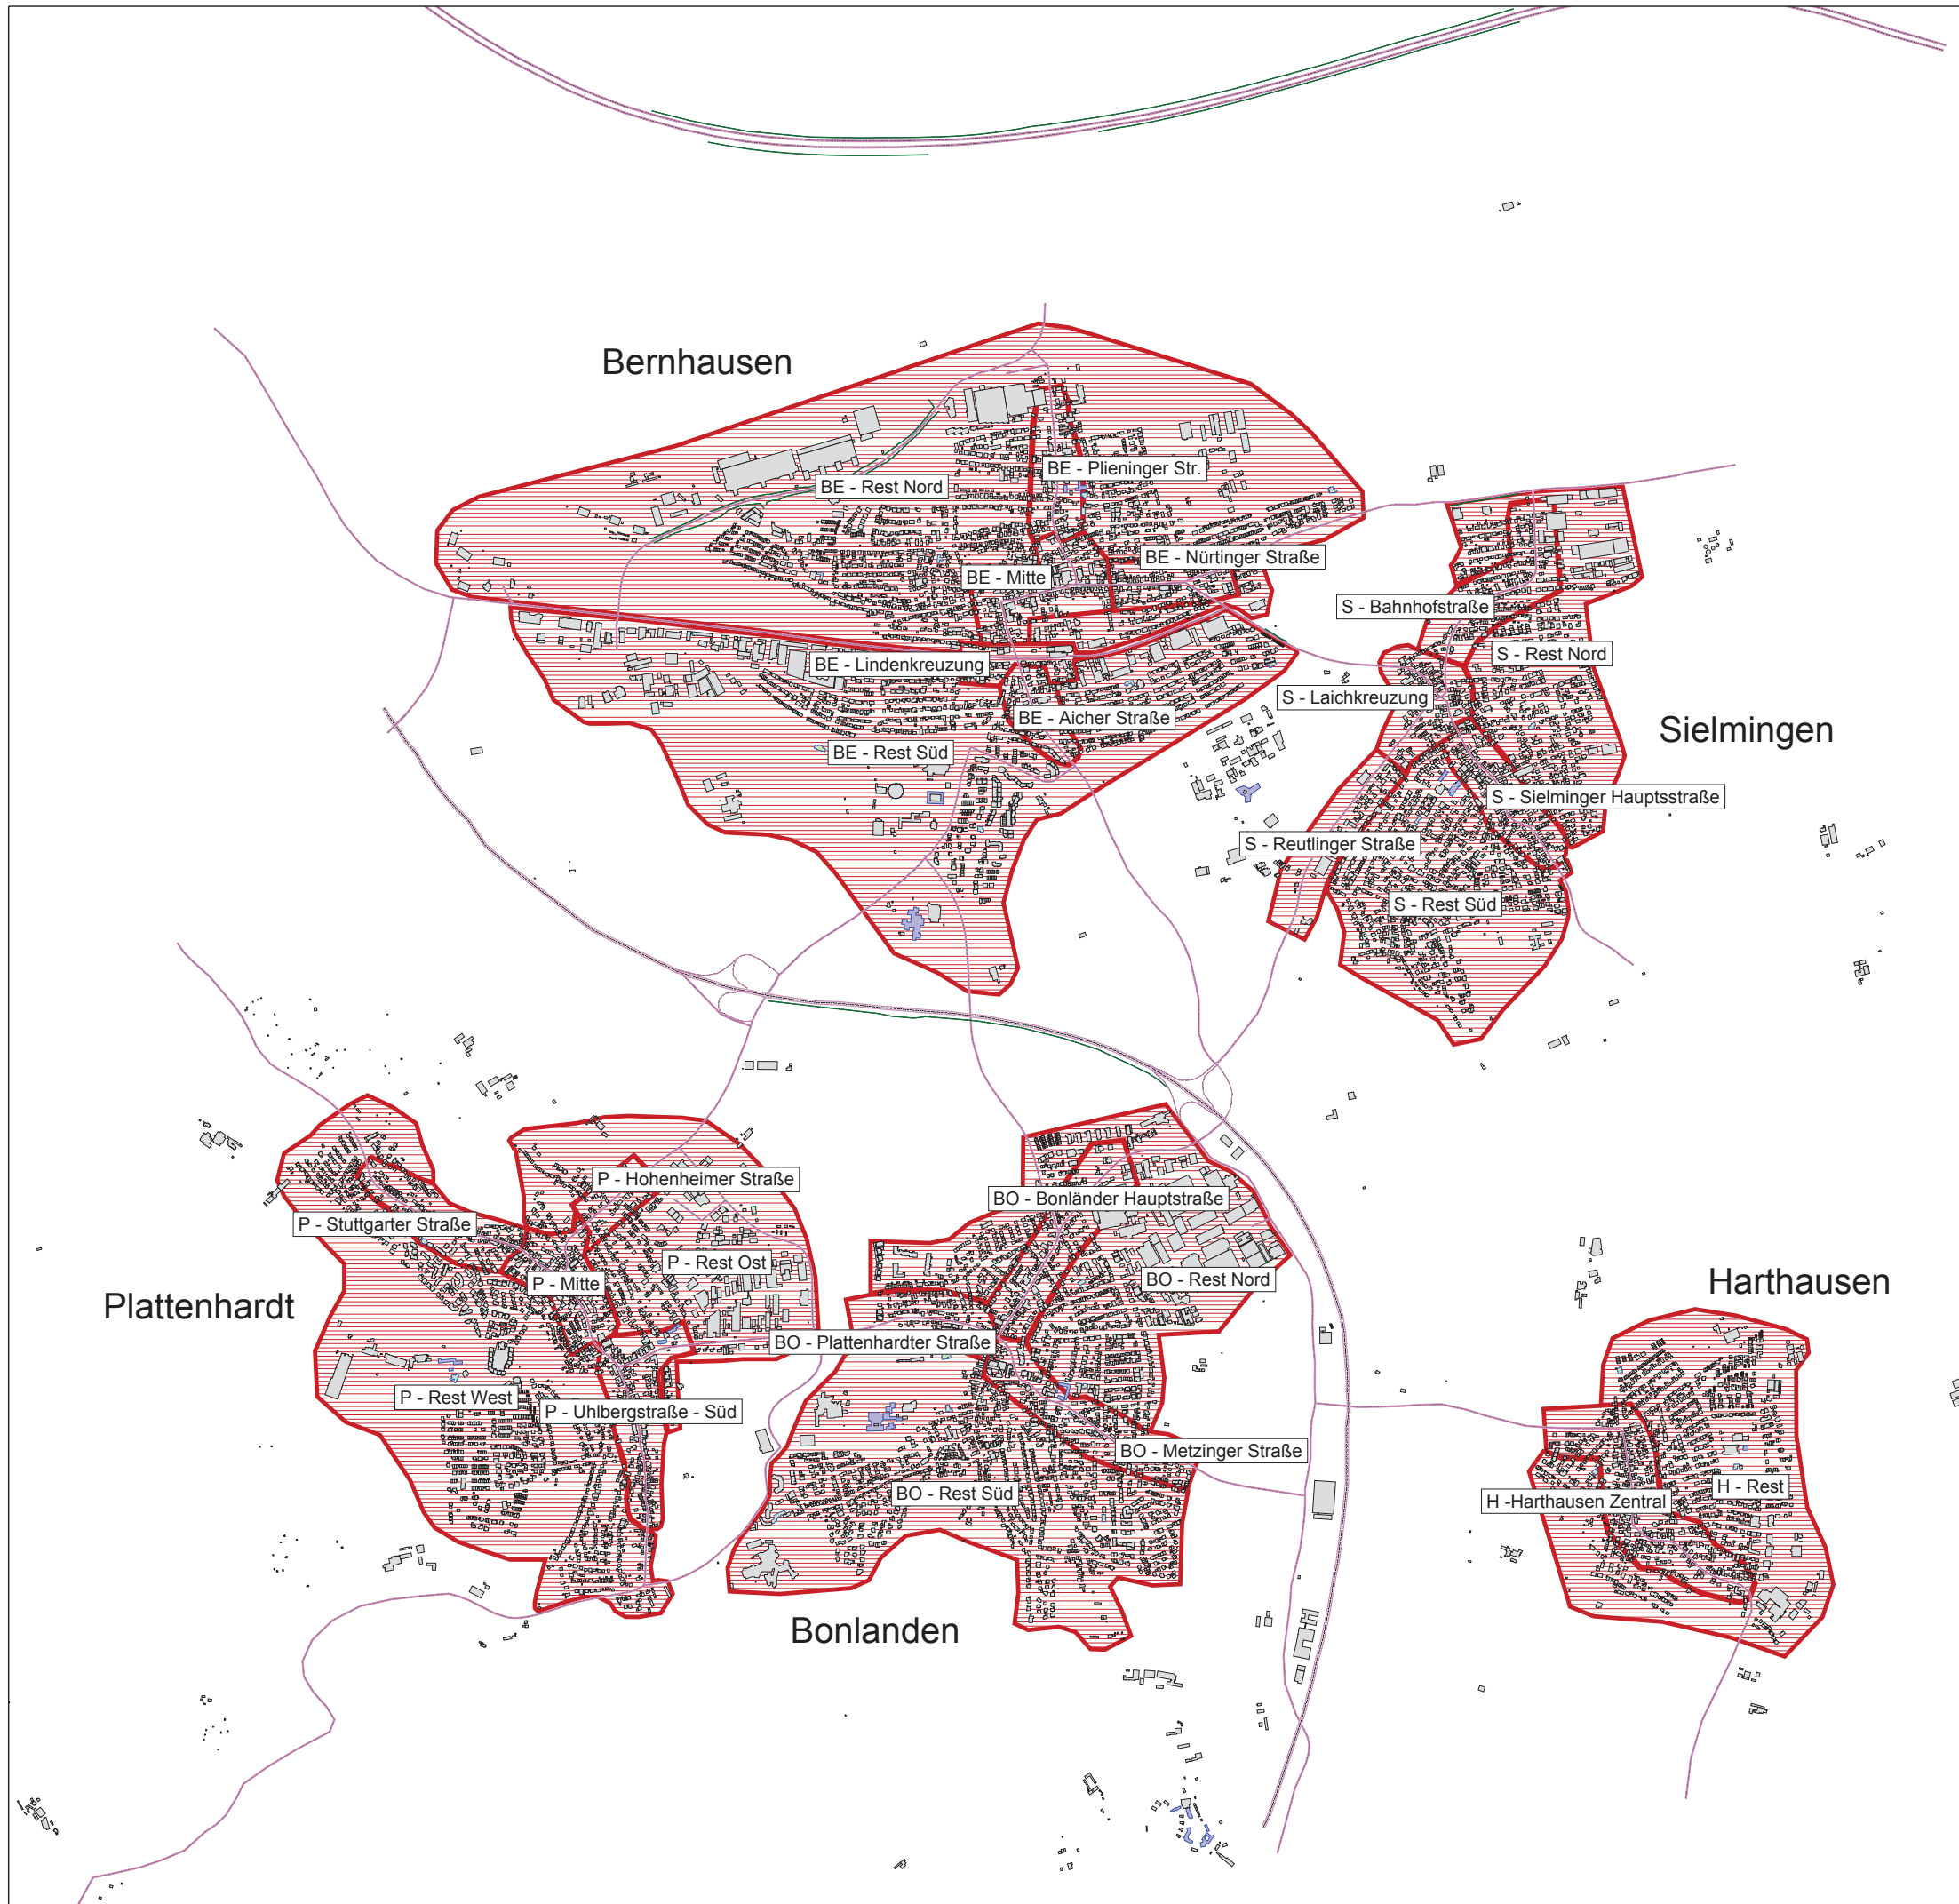 Bernhausen
BE - Plieninger Str.
BE - Rest Nord
BE - Nürtinger Straße
BE - Mitte
S - Bahnhofstraße
S - Rest Nord
BE - Lindenkreuzung
S - Laichkreuzung
BE - Aicher Straße
Sielmingen
BE - Rest Süd
S - Sielminger Hauptsstraße
S - Reutlinger Straße
S - Rest Süd
P - Hohenheimer Straße
BO - Bonländer Hauptstraße
P - Stuttgarter Straße
P - Rest Ost
BO - Rest Nord
Harthausen
P - Mitte
Plattenhardt
BO - Plattenhardter Straße
P - Rest West
P - Uhlbergstraße - Süd
BO - Metzinger Straße
H - Rest
BO - Rest Süd
H -Harthausen Zentral
Bonlanden